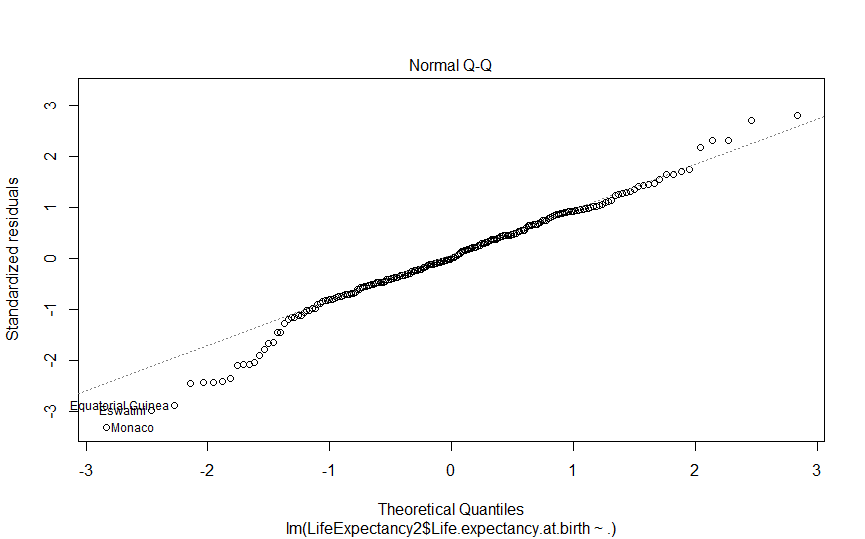 Normal Q-Q
Standardized residuals
3
2
1
0
-1
-2
-3
Equatorial Guinea
Eswatini
Monaco
-3 -2 -1 0 1 2 3
Theoretical Quantiles
lm(LifeExpectancy2$Life.expectancy.at.birth ~ .)